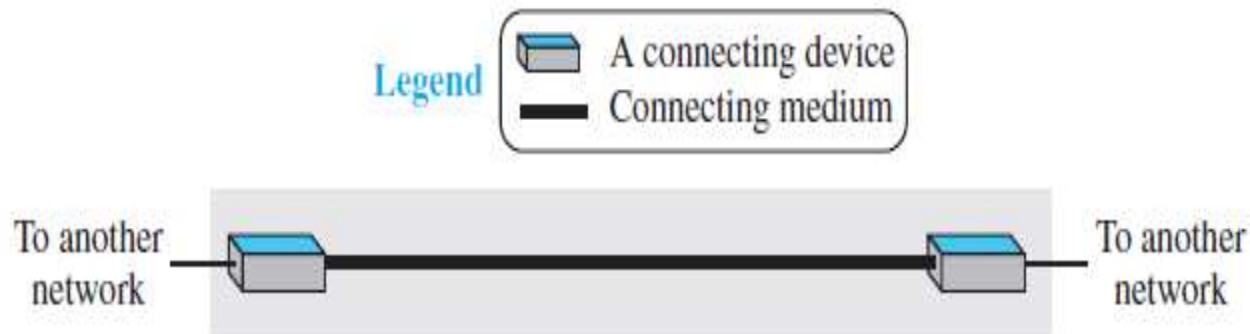 Legend
A connecting device
Connecting medium
To another
network
To another
network